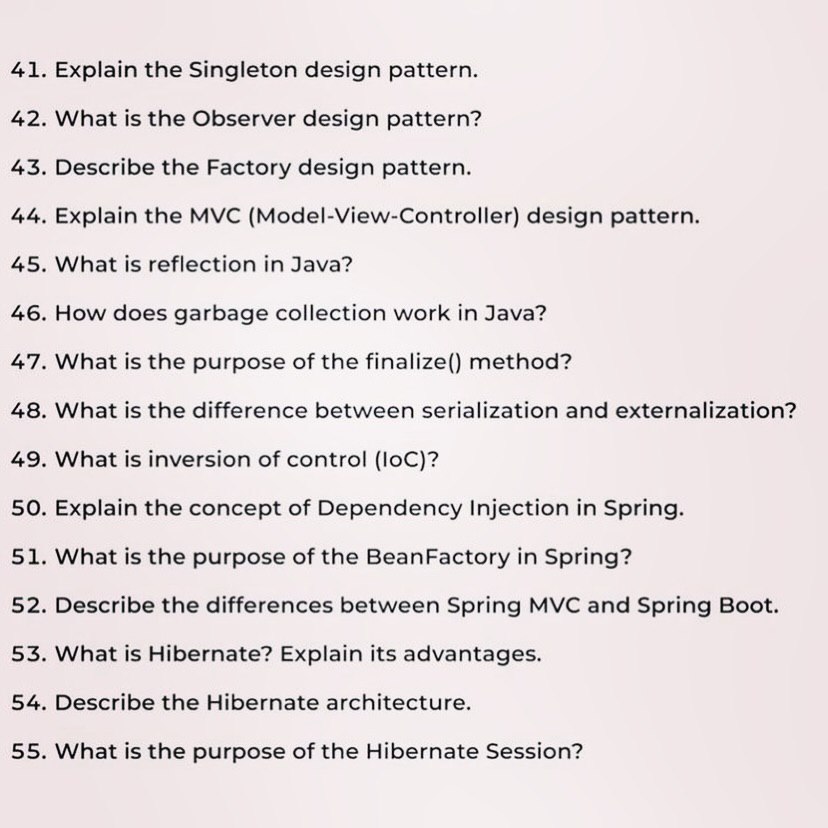 41. Explain the Singleton design pattern.
42. What is the Observer design pattern?
43. Describe the Factory design pattern.
44. Explain the MVC (Model-View-Controller) design pattern.
45. What is reflection in Java?
46. How does garbage collection work in Java?
47. What is the purpose of the finalize() method?
48. What is the difference between serialization and externalization?
49. What is inversion of control (IoC)?
50. Explain the concept of Dependency Injection in Spring.
51. What is the purpose of the BeanFactory in Spring?
52. Describe the differences between Spring MVC and Spring Boot.
53. What is Hibernate? Explain its advantages.
54. Describe the Hibernate architecture.
55. What is the purpose of the Hibernate Session?